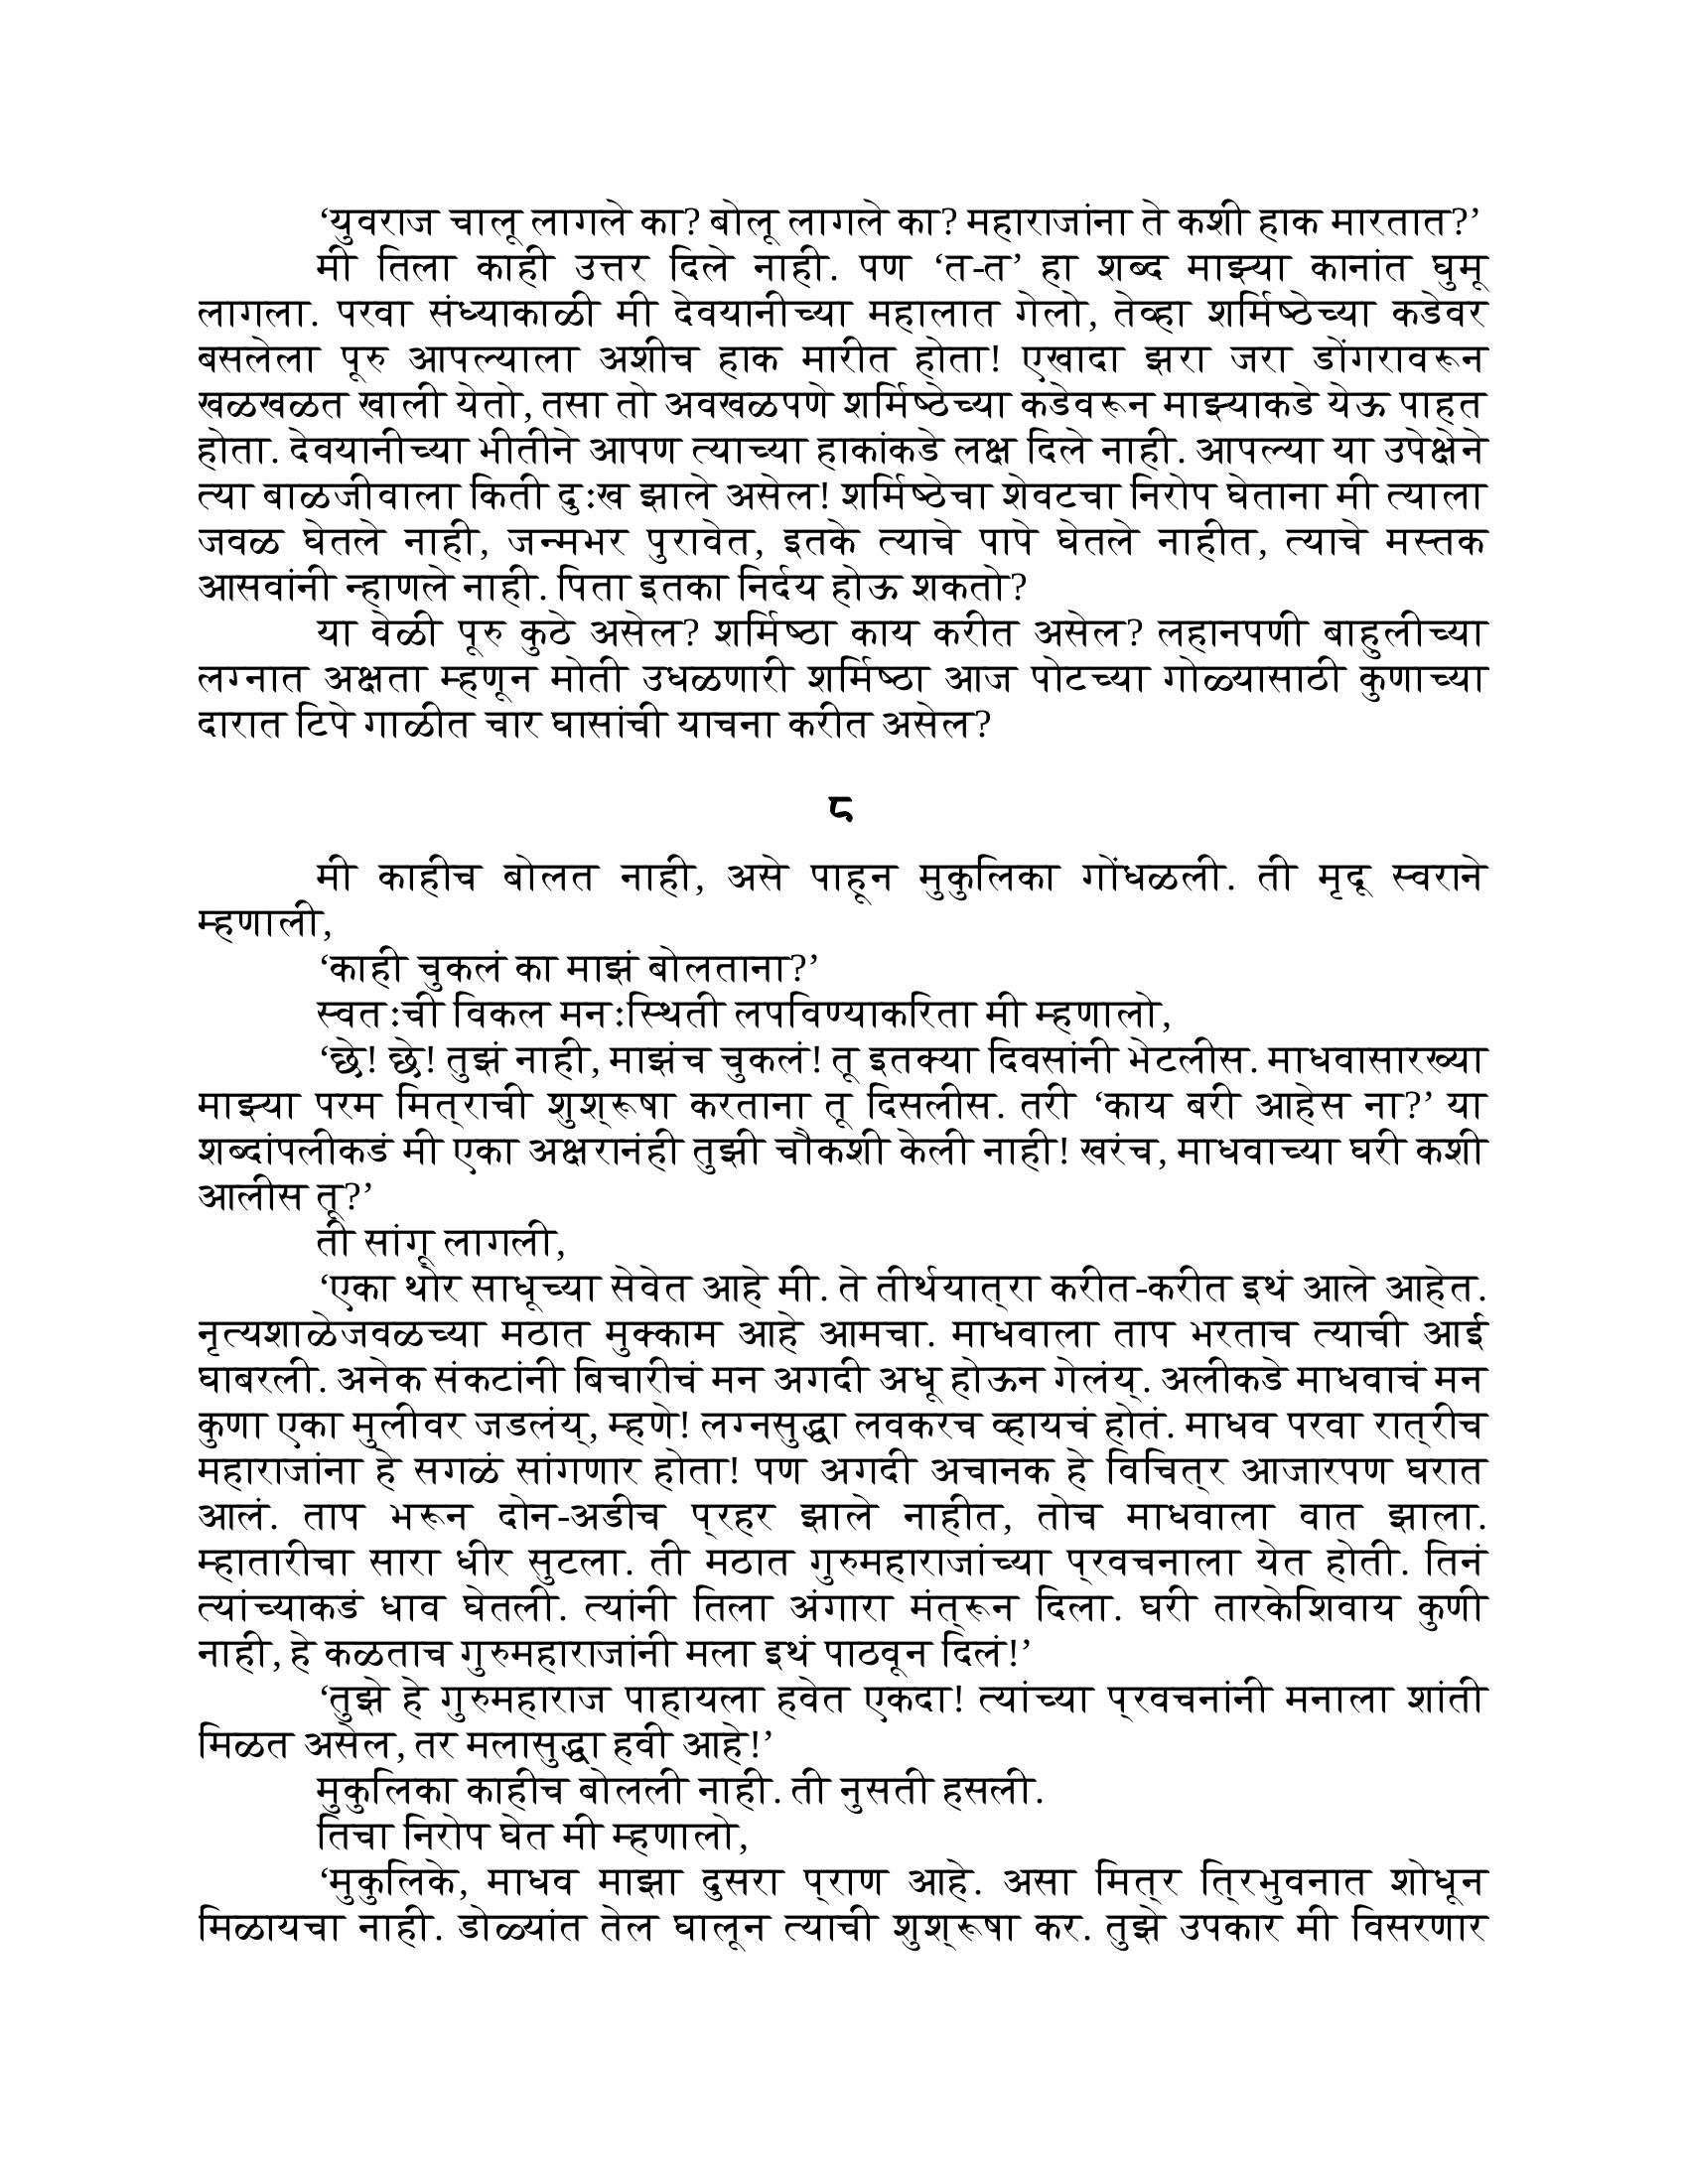 ‘युवराज चालू लागले का? बोलू लागले का? महाराजांना ते कशी हाक मारतात?’
मी तिला काही उत्तर दिले नाही. पण ‘त-त’ हा शब्द माझ्या कानांत घुमू
लागला. परवा संध्याकाळी मी देवयानीच्या महालात गेलो, तेव्हा शर्मिष्ठेच्या कडेवर
बसलेला पूरु आपल्याला अशीच हाक मारीत होता! एखादा झरा जरा डोंगरावरून
खळखळत खाली येतो, तसा तो अवखळपणे शर्मिष्ठेच्या कडेवरून माझ्याकडे येऊ पाहत
होता. देवयानीच्या भीतीने आपण त्याच्या हाकांकडे लक्ष दिले नाही. आपल्या या उपेक्षेने
त्या बाळजीवाला किती दुःख झाले असेल! शर्मिष्ठेचा शेवटचा निरोप घेताना मी त्याला
जवळ घेतले नाही, जन्मभर पुरावेत, इतके त्याचे पापे घेतले नाहीत, त्याचे मस्तक
आसवांनी न्हाणले नाही. पिता इतका निर्दय होऊ शकतो?
या वेळी पूरु कुठे असेल? शर्मिष्ठा काय करीत असेल? लहानपणी बाहुलीच्या
लग्नात अक्षता म्हणून मोती उधळणारी शर्मिष्ठा आज पोटच्या गोळ्यासाठी कुणाच्या
दारात टिपे गाळीत चार घासांची याचना करीत असेल?
८
मी काहीच बोलत नाही, असे पाहून मुकुलिका गोंधळली. ती मृदू स्वराने
म्हणाली,
‘काही चुकलं का माझं बोलताना?’
स्वतःची विकल मनःस्थिती लपविण्याकरिता मी म्हणालो,
‘छे! छे! तुझं नाही, माझंच चुकलं! तू इतक्या दिवसांनी भेटलीस. माधवासारख्या
माझ्या परम मित्राची शुश्रूषा करताना तू दिसलीस. तरी ‘काय बरी आहेस ना?’ या
शब्दांपलीकडं मी एका अक्षरानंही तुझी चौकशी केली नाही! खरंच, माधवाच्या घरी कशी
आलीस तू?’
ती सांगू लागली,
‘एका थोर साधूच्या सेवेत आहे मी. ते तीर्थयात्रा करीत-करीत इथं आले आहेत.
नृत्यशाळेजवळच्या मठात मुक्काम आहे आमचा. माधवाला ताप भरताच त्याची आई
घाबरली. अनेक संकटांनी बिचारीचं मन अगदी अधू होऊन गेलंय्. अलीकडे माधवाचं मन
कुणा एका मुलीवर जडलंय्, म्हणे! लग्नसुद्धा लवकरच व्हायचं होतं. माधव परवा रात्रीच
महाराजांना हे सगळं सांगणार होता! पण अगदी अचानक हे विचित्र आजारपण घरात
आलं. ताप भरून दोन-अडीच प्रहर झाले नाहीत, तोच माधवाला वात झाला.
म्हातारीचा सारा धीर सुटला. ती मठात गुरुमहाराजांच्या प्रवचनाला येत होती. तिनं
त्यांच्याकडं धाव घेतली. त्यांनी तिला अंगारा मंत्रून दिला. घरी तारकेशिवाय कुणी
नाही, हे कळताच गुरुमहाराजांनी मला इथं पाठवून दिलं!’
‘तुझे हे गुरुमहाराज पाहायला हवेत एकदा! त्यांच्या प्रवचनांनी मनाला शांती
मिळत असेल, तर मलासुद्धा हवी आहे!’
मुकुलिका काहीच बोलली नाही. ती नुसती हसली.
तिचा निरोप घेत मी म्हणालो,
‘मुकुलिके, माधव माझा दुसरा प्राण आहे. असा मित्र त्रिभुवनात शोधून
मिळायचा नाही. डोळ्यांत तेल घालून त्याची शुश्रूषा कर. तुझे उपकार मी विसरणार